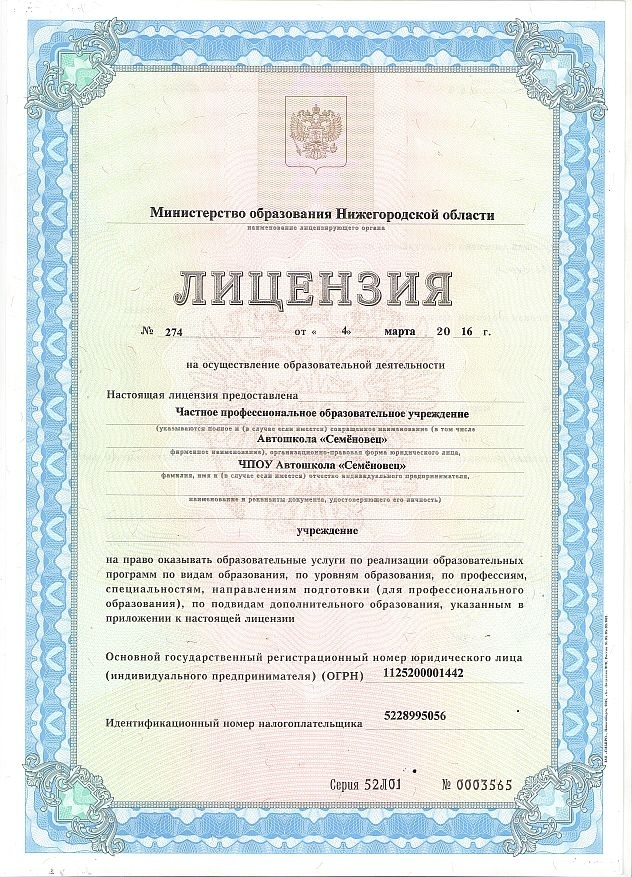 Министерство образования Нижегородской области
наименование лицензирующего органа
ЛИЦЕНЗИЯ
№ 274 от « 4» марта 20 16 г.
на осуществление образовательной деятельности
Настоящая лицензия предоставлена
Частное профессиональное образовательное учреждение
(указываются полное и (в случае если имеется) сокращенное наименование (в том числе
Автошкола «Семёновец»
фирменное наименование), организационно-правовая форма юридического лица,
ЧПОУ Автошкола «Семёновец»
фамилия, имя и (в случае если имеется) отчество индивидуального предпринимателя,
наименование и реквизиты документа, удостоверяющего его личность)
учреждение
на право оказывать образовательные услуги по реализации образовательных
программ по видам образования, по уровням образования, по профессиям,
специальностям, направлениям подготовки (для профессионального
образования), по подвидам дополнительного образования, указанным в
приложении к настоящей лицензии
Основной государственный регистрационный номер юридического лица
(индивидуального предпринимателя) (ОГРН) 1125200001442
Идентификационный номер налогоплательщика 5228995056
Серия 52Л01 № 0003565